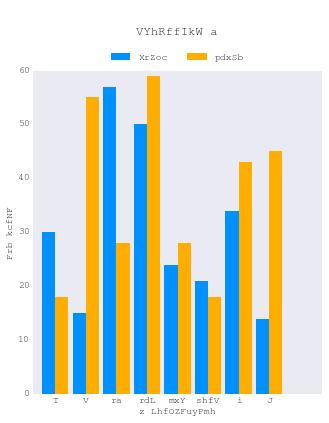 VYhRffIkW a
XrZoc pdxSb
60
50
40
30
20
10
0
Frb kcfNF
T V ra rdL mxY shfV i J
z LhfOZFuyPmh